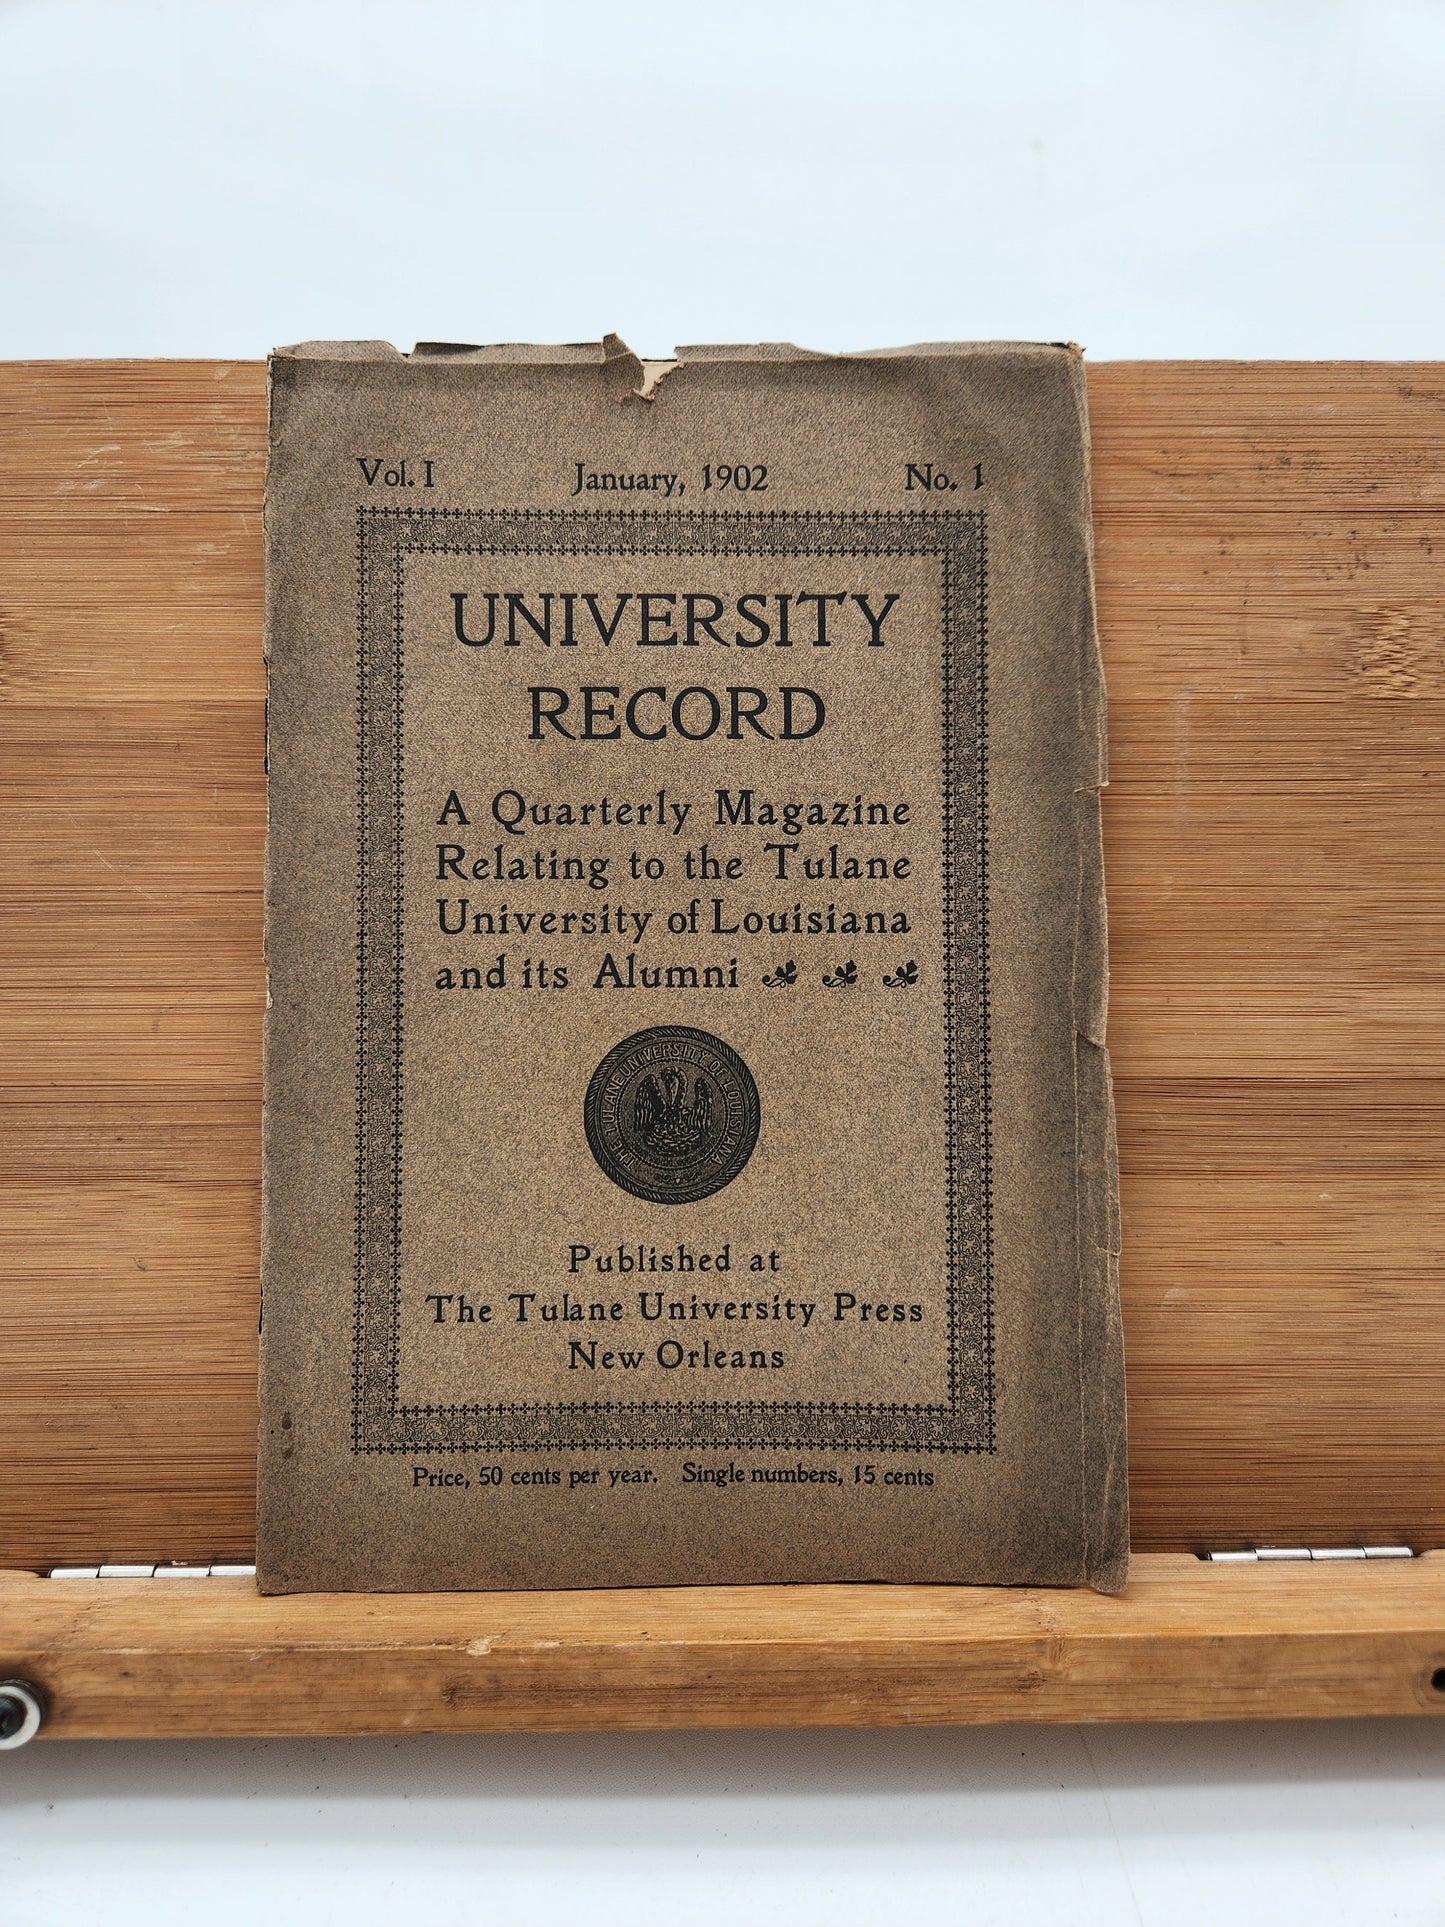 Vol. I January, 1902 No. 1
UNIVERSITY
RECORD
A Quarterly Magazine
Relating to the Tulane
University of Louisiana
and its Alumni
THE TULANE UNIVERSITY OF LOUISIANA
Published at
The Tulane University Press
New Orleans
Price, 50 cents per year. Single numbers, 15 cents